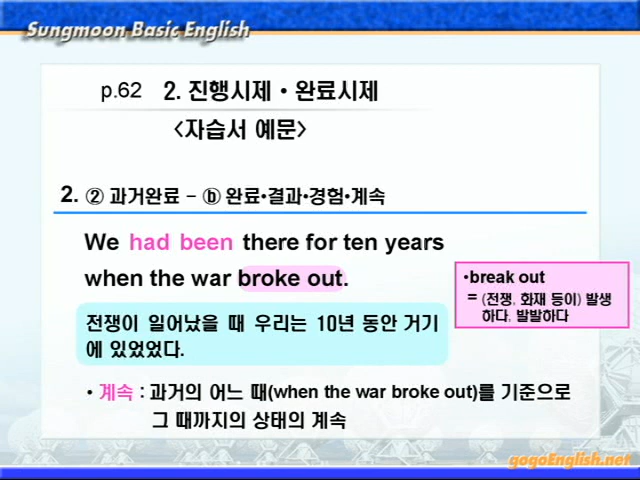 Sungmoon Basic English
p.62 2. 진행시제 • 완료시제
<자습서 예문>
2. ② 과거완료 – ⓑ 완료•결과•경험•계속
We had been there for ten years
when the war broke out.
•break out
= (전쟁, 화재 등이) 발생
하다, 발발하다
전쟁이 일어났을 때 우리는 10년 동안 거기
에 있었었다.
• 계속 : 과거의 어느 때(when the war broke out)를 기준으로
그 때까지의 상태의 계속
gogoEnglish.net